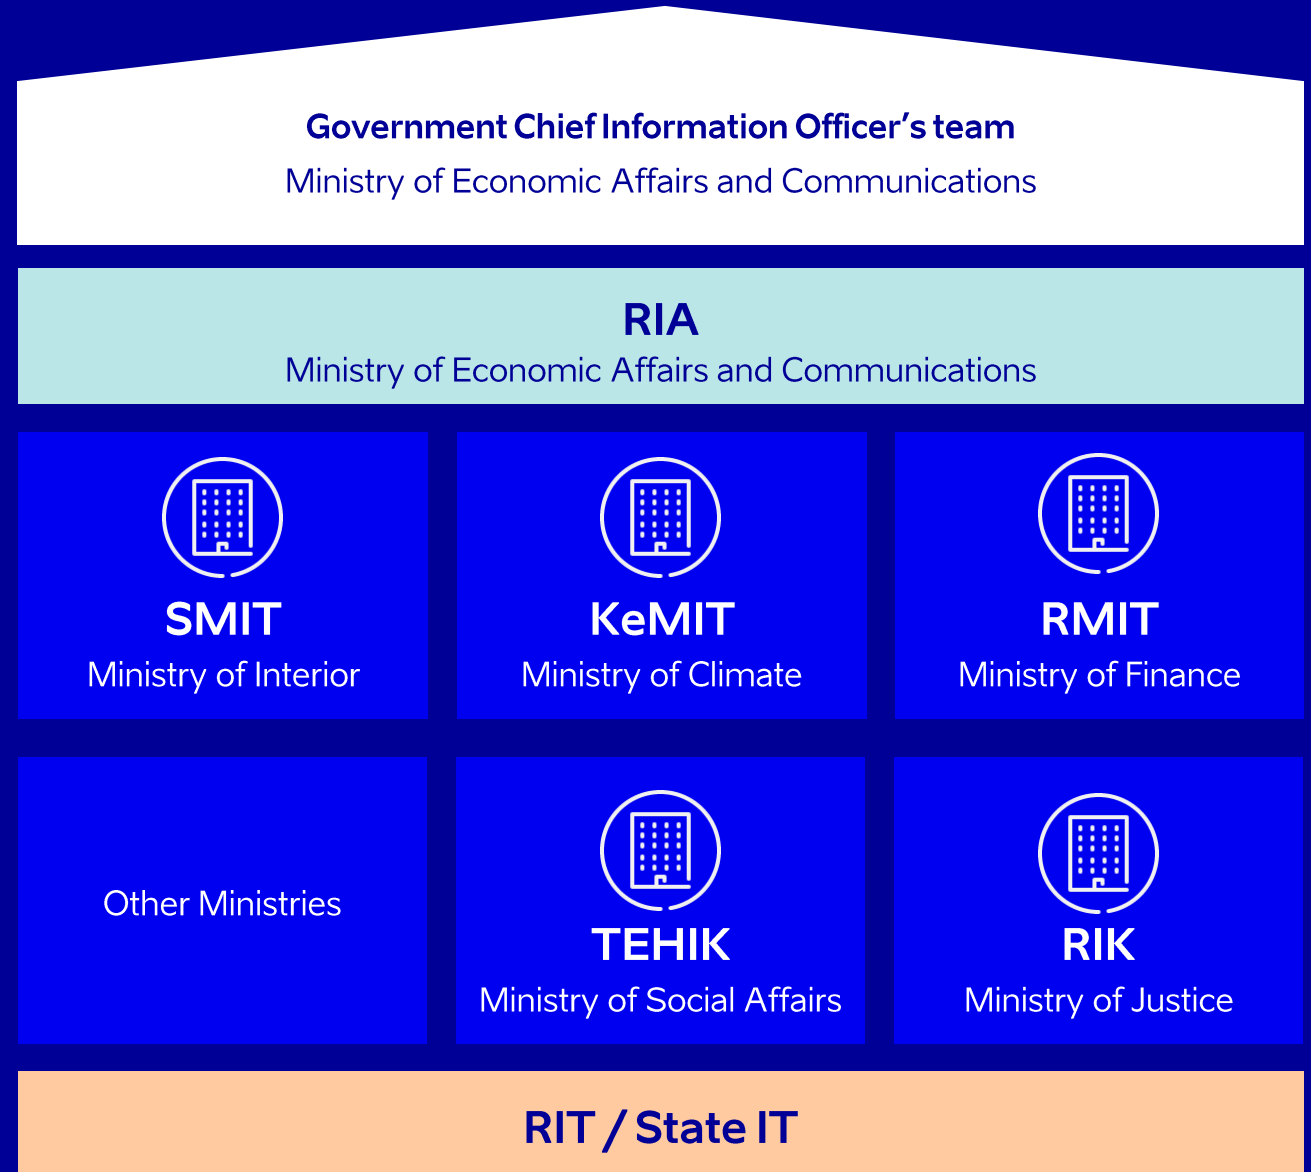 Government Chief Information Officer’s team
Ministry of Economic Affairs and Communications
RIA
Ministry of Economic Affairs and Communications
SMIT
Ministry of Interior
KeMIT
Ministry of Climate
RMIT
Ministry of Finance
Other Ministries
TEHIK
Ministry of Social Affairs
RIK
Ministry of Justice
RIT / State IT